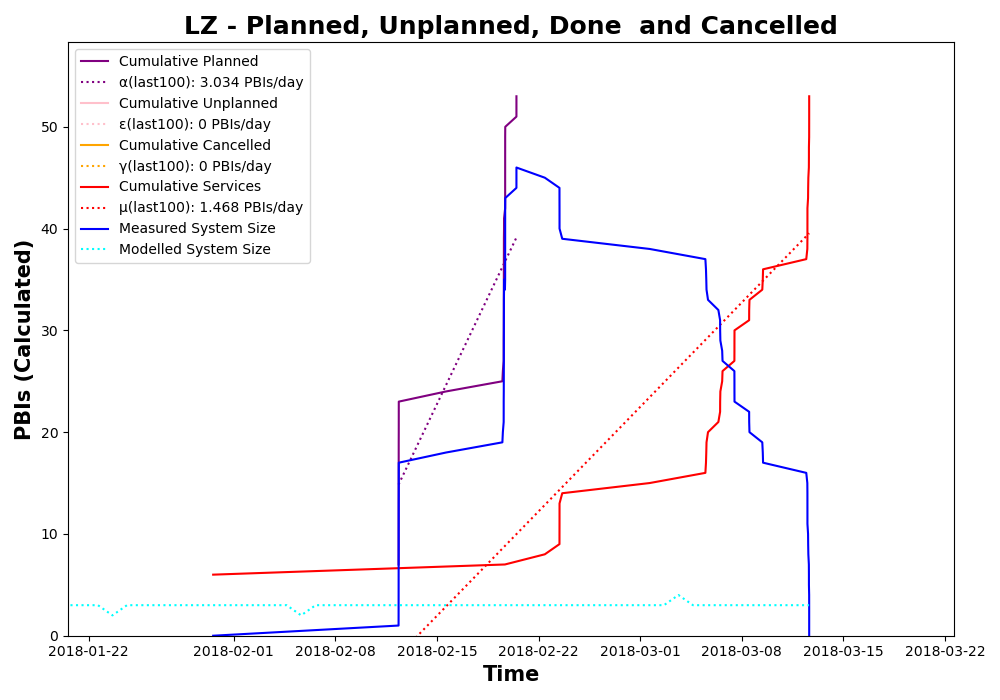 LZ - Planned, Unplanned, Done  and Cancelled
Cumulative Planned
α(last100): 3.034 PBIs/day
Cumulative Unplanned
ε(last100): 0 PBIs/day
Cumulative Cancelled
γ(last100): 0 PBIs/day
Cumulative Services
μ(last100): 1.468 PBIs/day
Measured System Size
Modelled System Size
PBIs (Calculated)
50
40
30
20
10
0
2018-01-22
2018-02-01
2018-02-08
2018-02-15
2018-02-22
2018-03-01
2018-03-08
2018-03-15
2018-03-22
Time